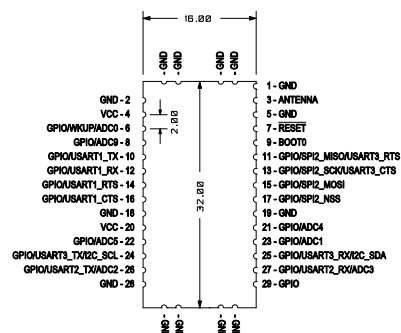 16.00
GND - GND - GND - GND -
1 - GND
GND - 2
3 - ANTENNA
VCC - 4
5 - GND
GPIO/WKUP/ADC0 - 6
7 - RESET
GPIO/ADC9 - 8
9 - BOOT0
GPIO/USART1_TX - 10
11 - GPIO/SPI2_MISO/USART3_RTS
GPIO/USART1_RX - 12
13 - GPIO/SPI2_SCK/USART3_CTS
GPIO/USART1_RTS - 14
15 - GPIO/SPI2_MOSI
GPIO/USART1_CTS - 16
17 - GPIO/SPI2_NSS
GND - 18
19 - GND
VCC - 20
21 - GPIO/ADC4
GPIO/ADC5 - 22
23 - GPIO/ADC1
GPIO/USART3_TX/I2C_SCL - 24
25 - GPIO/USART3_RX/I2C_SDA
GPIO/USART2_TX/ADC2 - 26
27 - GPIO/USART2_RX/ADC3
GND - 28
29 - GPIO
2.00
32.00